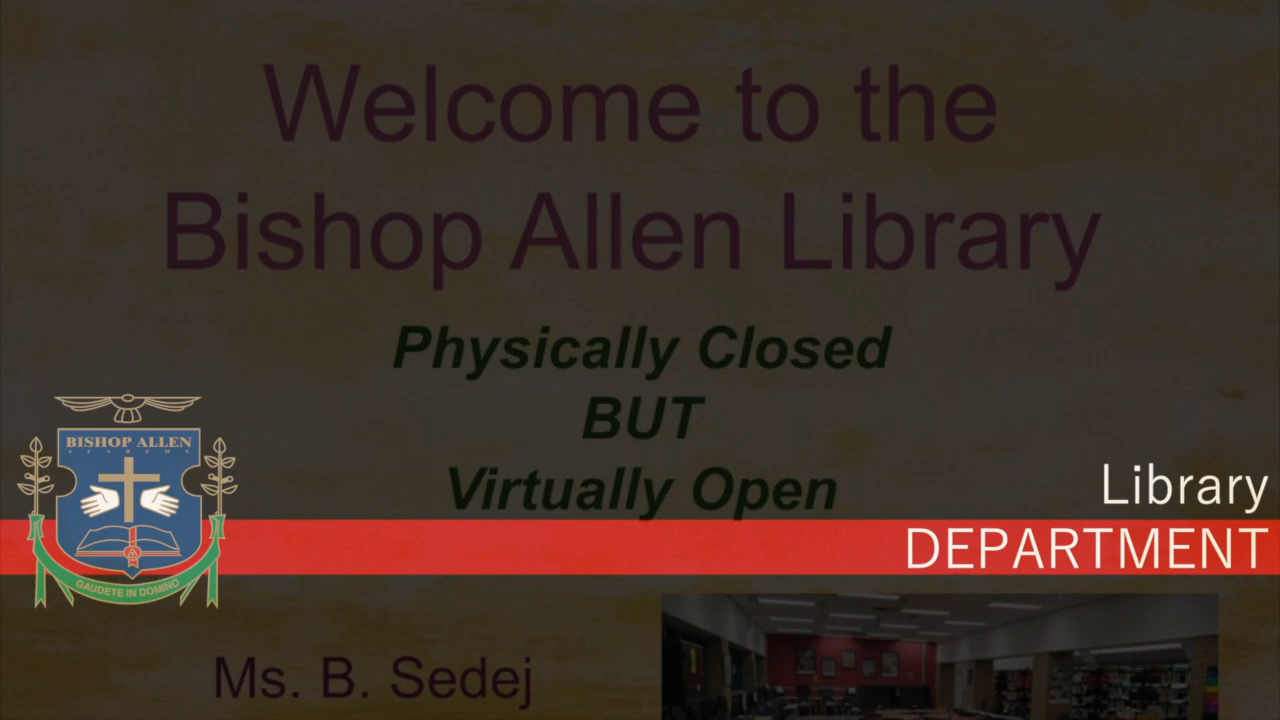 Welcome to the
Bishop Allen Library
Physically Closed
BUT
Virtually Open
BISHOP ALLEN
ACADEMY
GAUDETE IN DOMINO
Library
DEPARTMENT
Ms. B. Sedej